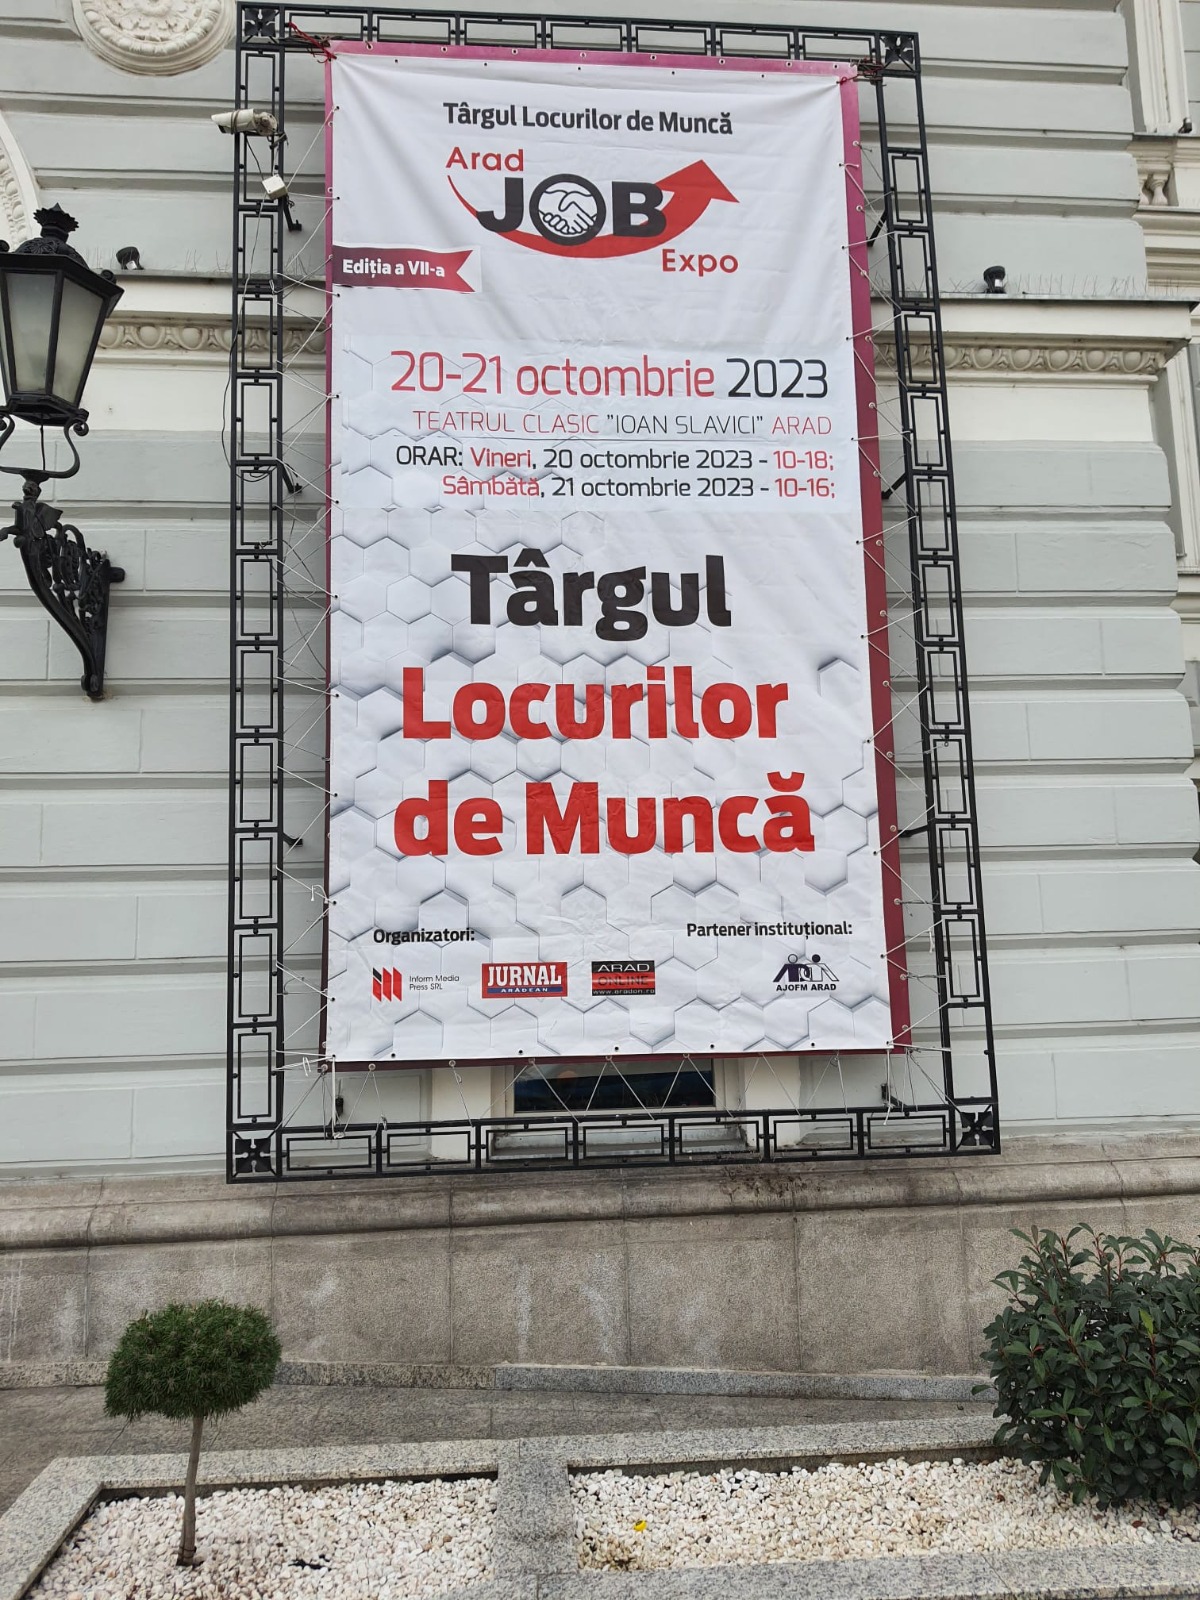 Târgul Locurilor de Muncă
Arad
JOB
Expo
Ediția a VII-a
20-21 octombrie 2023
TEATRUL CLASIC "IOAN SLAVICI" ARAD
ORAR: Vineri, 20 octombrie 2023 - 10-18;
Sâmbătă, 21 octombrie 2023 - 10-16;
Târgul
Locurilor
de Muncă
Organizatori:
Partener instituțional:
Inform Media
Press SRL
JURNAL
ARĂDEAN
ARAD
ONLINE
www.aradon.ro
AJOFM ARAD